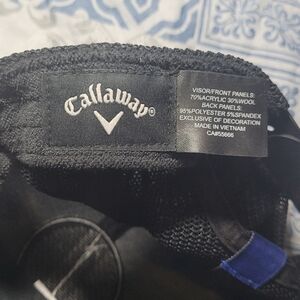 Callaway®
VISOR/FRONT PANELS:
70%ACRYLIC 30%WOOL
BACK PANELS:
95%POLYESTER 5%SPANDEX
EXCLUSIVE OF DECORATION
MADE IN VIETNAM
CA#55666